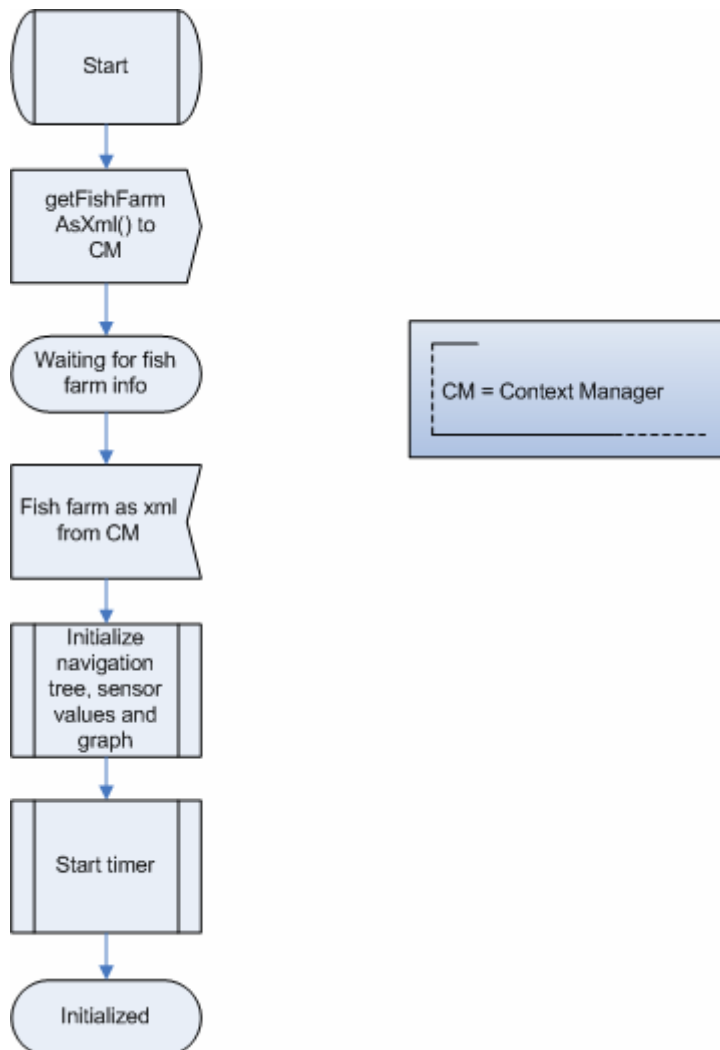 Start
getFishFarm
AsXml() to
CM
Waiting for fish
farm info
CM = Context Manager
Fish farm as xml
from CM
Initialize
navigation
tree, sensor
values and
graph
Start timer
Initialized